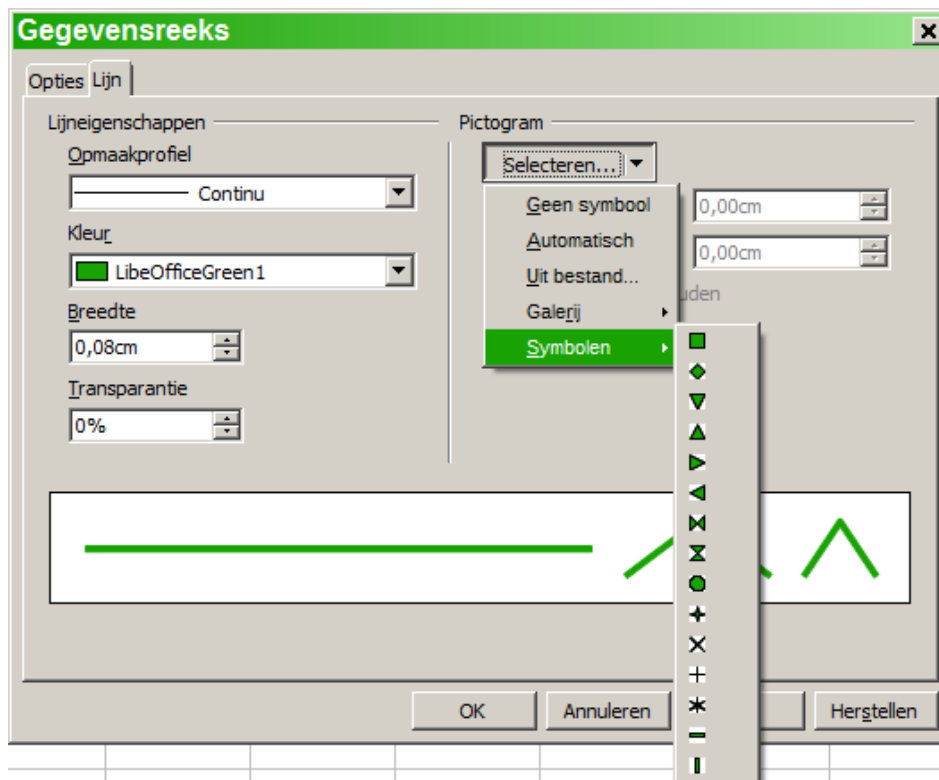 Gegevensreeks
Opties Lijn
Lijneigenschappen
Opmaakprofiel
Continu
Kleur
LibeOfficeGreen1
Breedte
0,08cm
Transparantie
0%
Pictogram
Selecteren...
Geen symbool
Automatisch
Uit bestand...
Galerij
Symbolen
0,00cm
0,00cm
OK Annuleren Herstellen